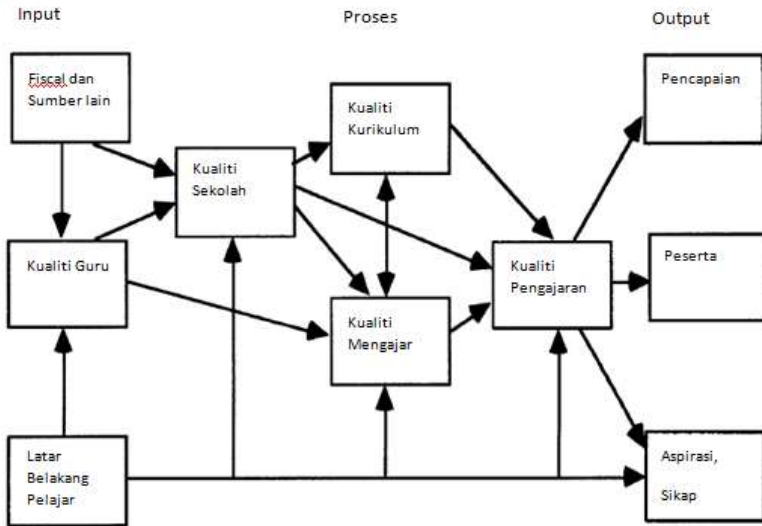 Input
Proses
Output
Fiscal dan
Sumber lain
Kualiti
Kurikulum
Pencapaian
Kualiti
Sekolah
Kualiti Guru
Kualiti
Mengajar
Kualiti
Pengajaran
Peserta
Latar
Belakang
Pelajar
Aspirasi,
Sikap